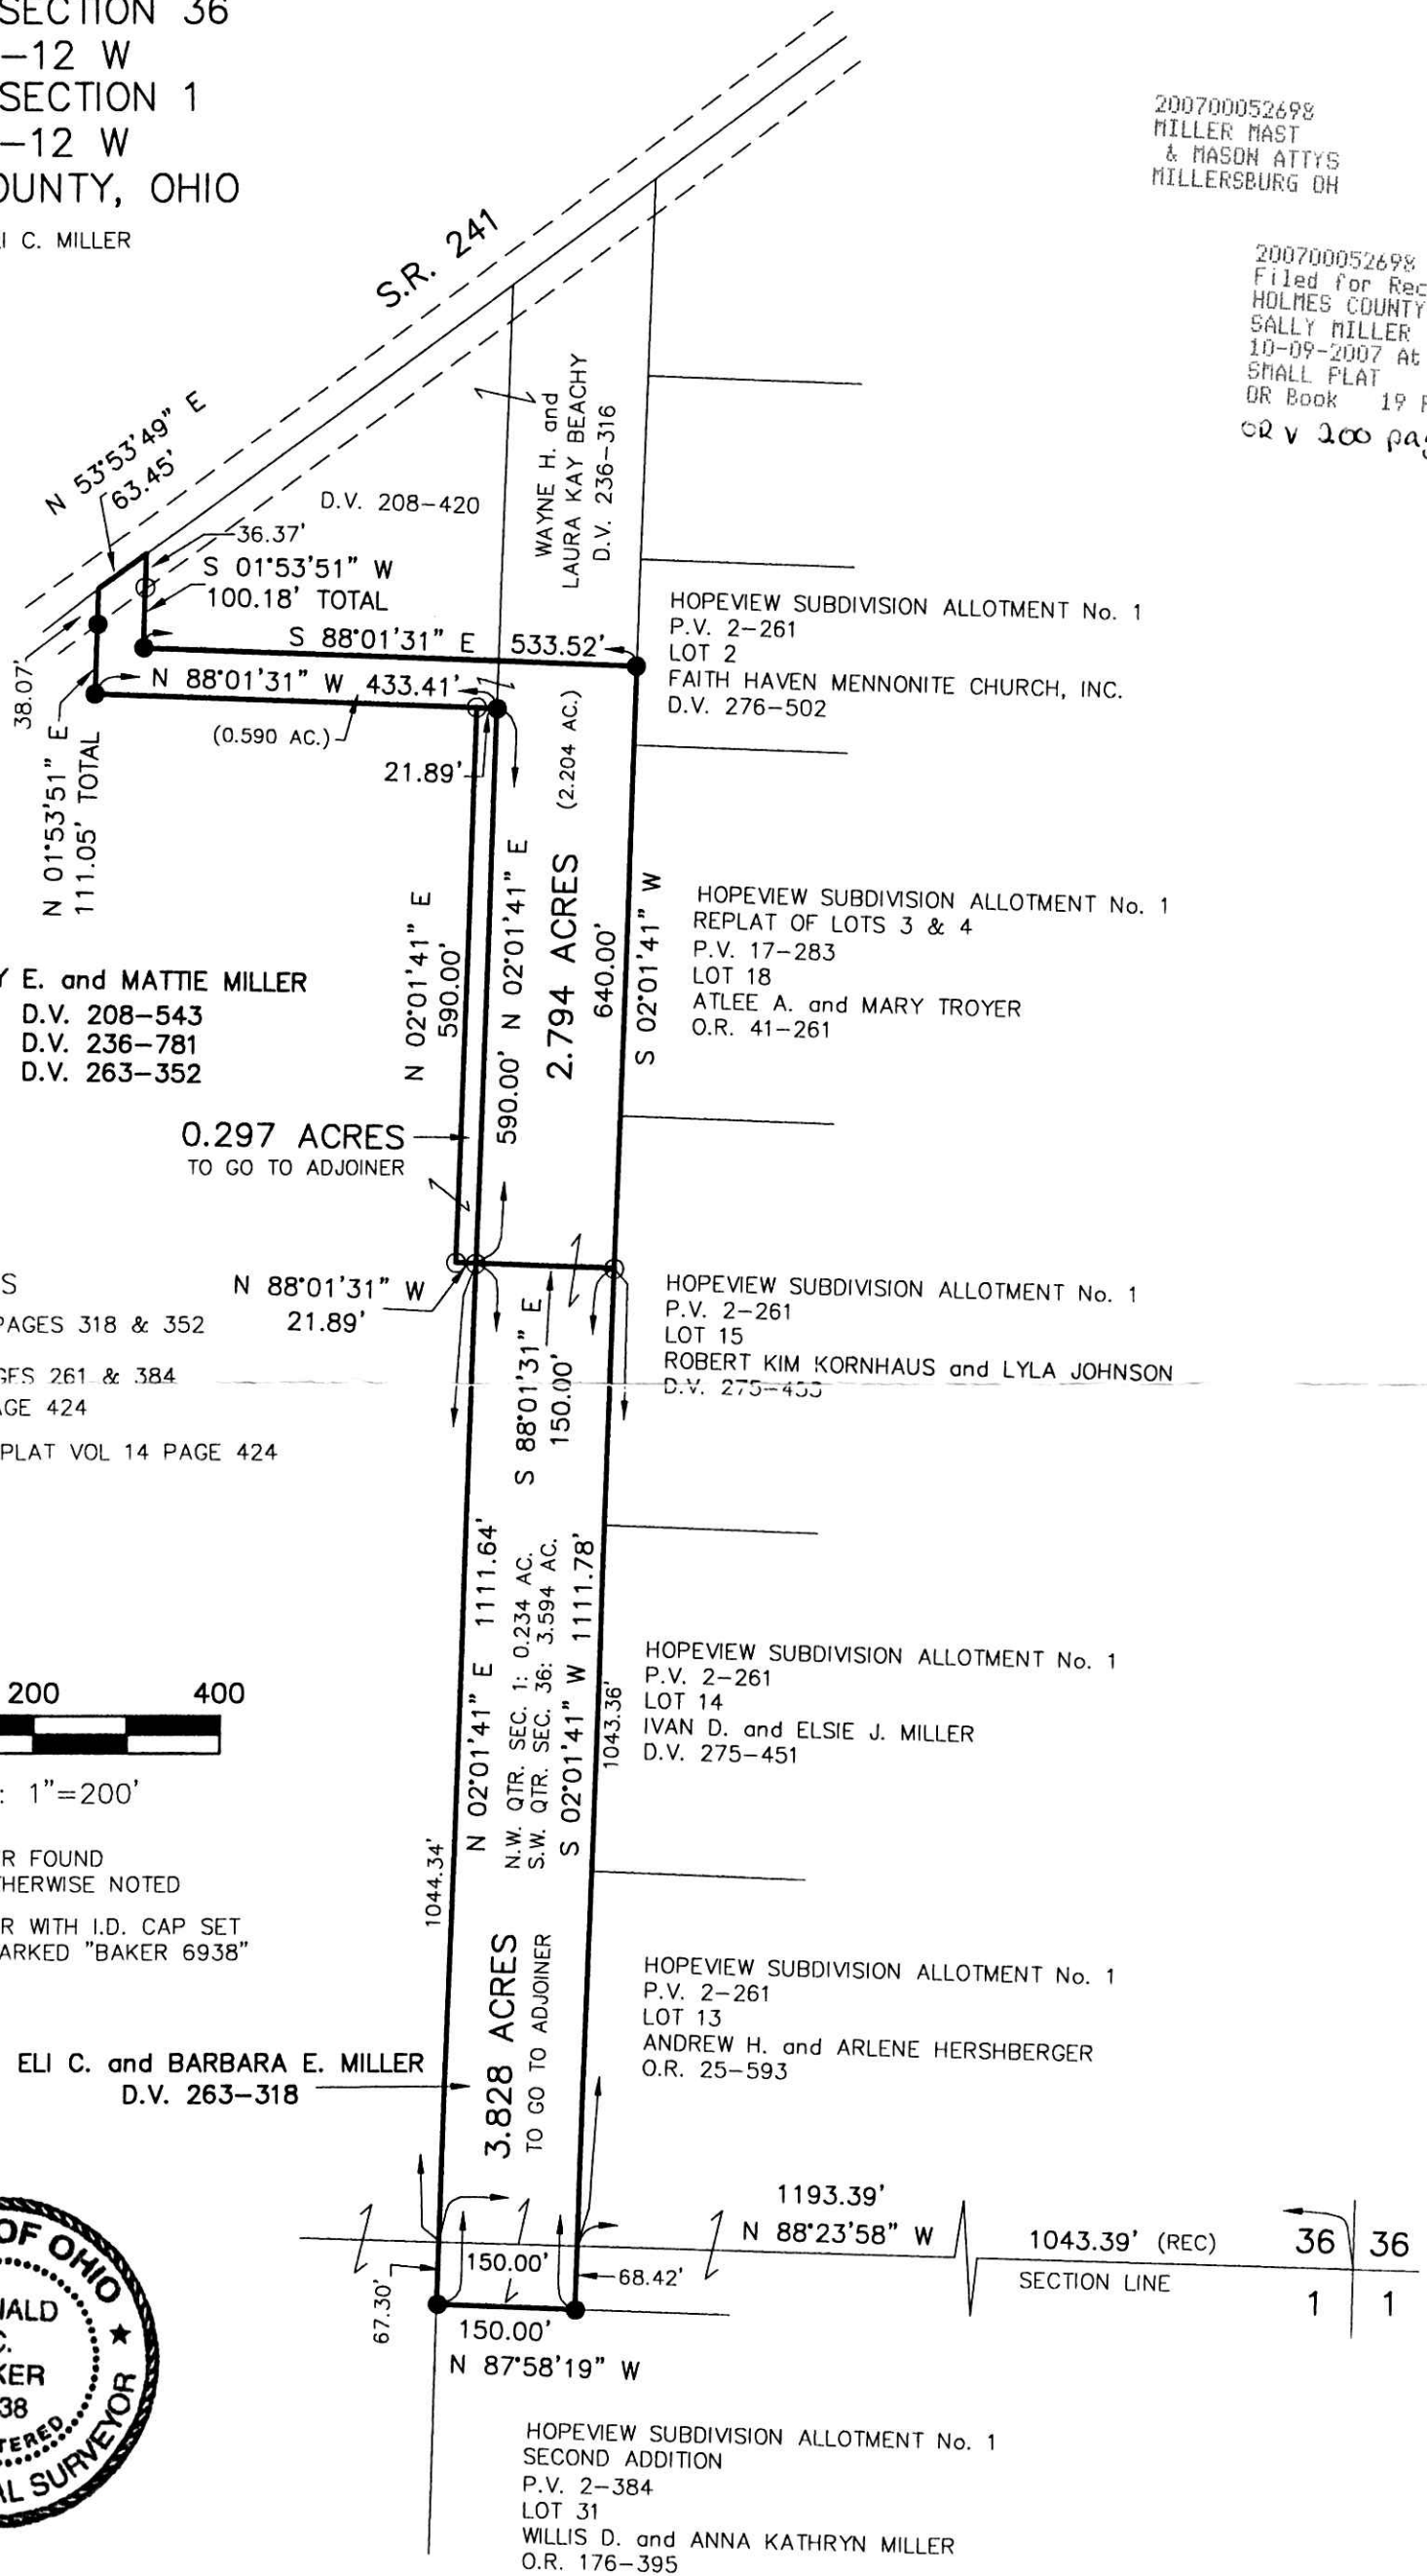 SECTION 36
-12 W
SECTION 1
-12 W
OUNTY, OHIO
I C. MILLER
200700052698
MILLER MAST
& MASON ATTYS
MILLERSBURG OH
200700052698
Filed for Rec
HOLMES COUNTY
SALLY MILLER
10-09-2007 At
SMALL PLAT
OR Book 19 P
OR V 200 pag
S.R. 241
N 53°53'49" E
63.45'
D.V. 208-420
WAYNE H. and
LAURA KAY BEACHY
D.V. 236-316
36.37'
S 01°53'51" W
100.18' TOTAL
S 88°01'31" E 533.52'
N 88°01'31" W 433.41'
(0.590 AC.)
38.07'
N 01°53'51" E
111.05' TOTAL
21.89'
HOPEVIEW SUBDIVISION ALLOTMENT No. 1
P.V. 2-261
LOT 2
FAITH HAVEN MENNONITE CHURCH, INC.
D.V. 276-502
N 02°01'41" E
590.00'
590.00' N 02°01'41" E
2.794 ACRES (2.204 AC.)
640.00'
S 02°01'41" W
HOPEVIEW SUBDIVISION ALLOTMENT No. 1
REPLAT OF LOTS 3 & 4
P.V. 17-283
LOT 18
ATLEE A. and MARY TROYER
O.R. 41-261
Y E. and MATTIE MILLER
D.V. 208-543
D.V. 236-781
D.V. 263-352
0.297 ACRES
TO GO TO ADJOINER
S
PAGES 318 & 352
GES 261 & 384
AGE 424
PLAT VOL 14 PAGE 424
N 88°01'31" W
21.89'
S 88°01'31" E
150.00'
HOPEVIEW SUBDIVISION ALLOTMENT No. 1
P.V. 2-261
LOT 15
ROBERT KIM KORNHAUS and LYLA JOHNSON
D.V. 275-453
N 02°01'41" E 1111.64'
N.W. QTR. SEC. 1: 0.234 AC.
S.W. QTR. SEC. 36: 3.594 AC.
S 02°01'41" W 1111.78'
1043.36'
1044.34'
HOPEVIEW SUBDIVISION ALLOTMENT No. 1
P.V. 2-261
LOT 14
IVAN D. and ELSIE J. MILLER
D.V. 275-451
200 400
: 1"=200'
R FOUND
THERWISE NOTED
R WITH I.D. CAP SET
ARKED "BAKER 6938"
3.828 ACRES
TO GO TO ADJOINER
HOPEVIEW SUBDIVISION ALLOTMENT No. 1
P.V. 2-261
LOT 13
ANDREW H. and ARLENE HERSHBERGER
O.R. 25-593
ELI C. and BARBARA E. MILLER
D.V. 263-318
1193.39'
N 88°23'58" W
1043.39' (REC)
SECTION LINE
36 36
1 1
150.00'
68.42'
67.30'
150.00'
N 87°58'19" W
OF OHIO
NALD
C.
KER
38
TERED
AL SURVEYOR
HOPEVIEW SUBDIVISION ALLOTMENT No. 1
SECOND ADDITION
P.V. 2-384
LOT 31
WILLIS D. and ANNA KATHRYN MILLER
O.R. 176-395